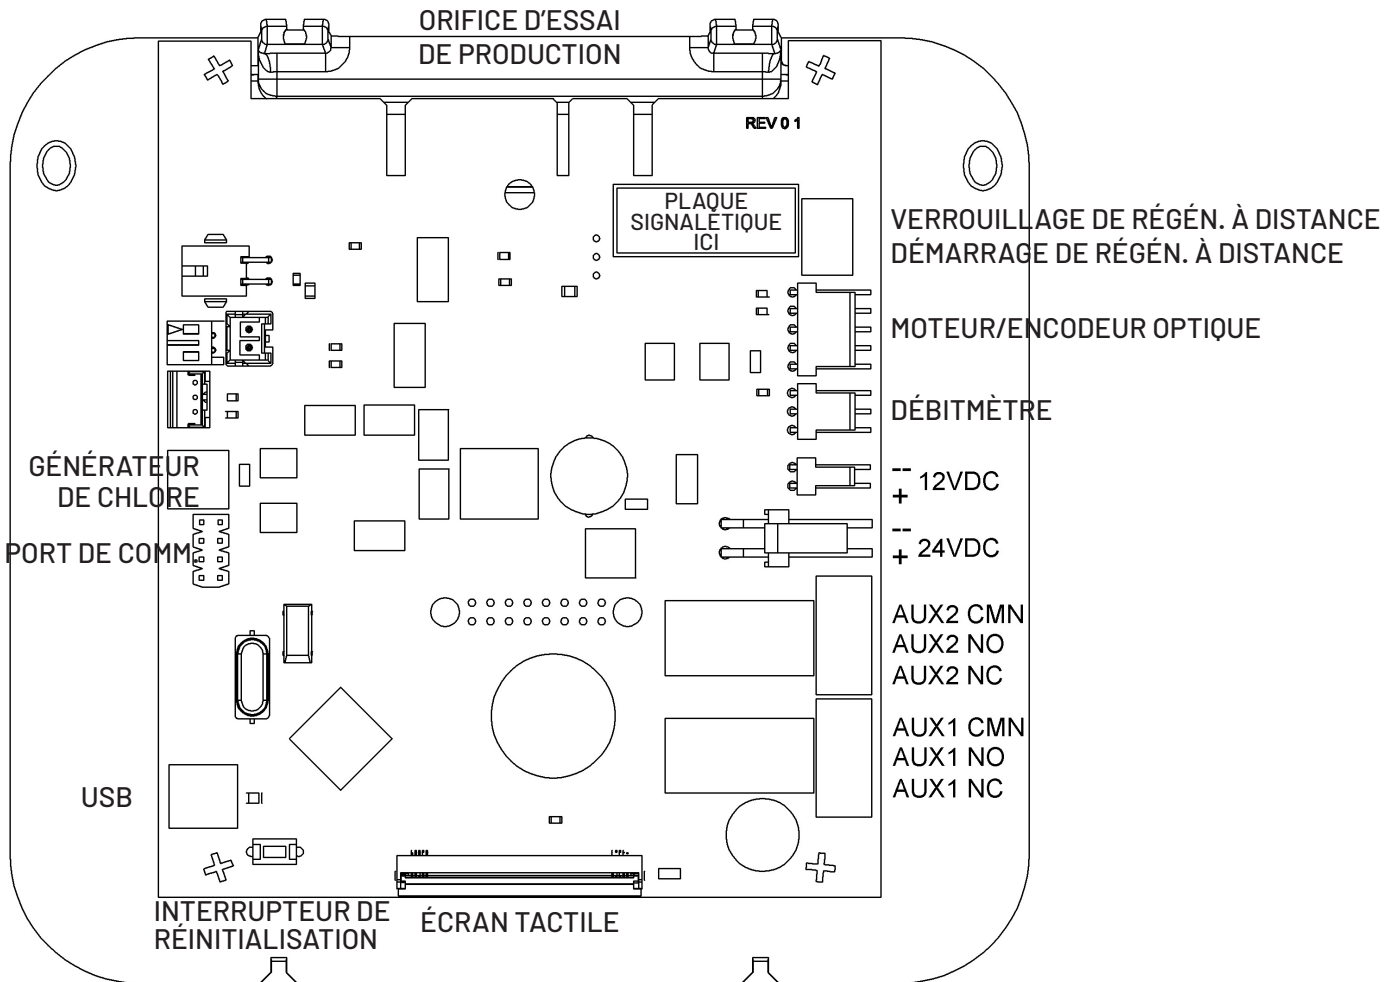 ORIFICE D'ESSAI
DE PRODUCTION
REV 0 1
PLAQUE
SIGNALÉTIQUE
ICI
VERROUILLAGE DE RÉGÉN. À DISTANCE
DÉMARRAGE DE RÉGÉN. À DISTANCE
MOTEUR/ENCODEUR OPTIQUE
DÉBITMÈTRE
GÉNÉRATEUR
DE CHLORE
-- 
+ 12VDC
PORT DE COMM.
--
+ 24VDC
AUX2 CMN
AUX2 NO
AUX2 NC
AUX1 CMN
AUX1 NO
AUX1 NC
USB
INTERRUPTEUR DE
RÉINITIALISATION
ÉCRAN TACTILE